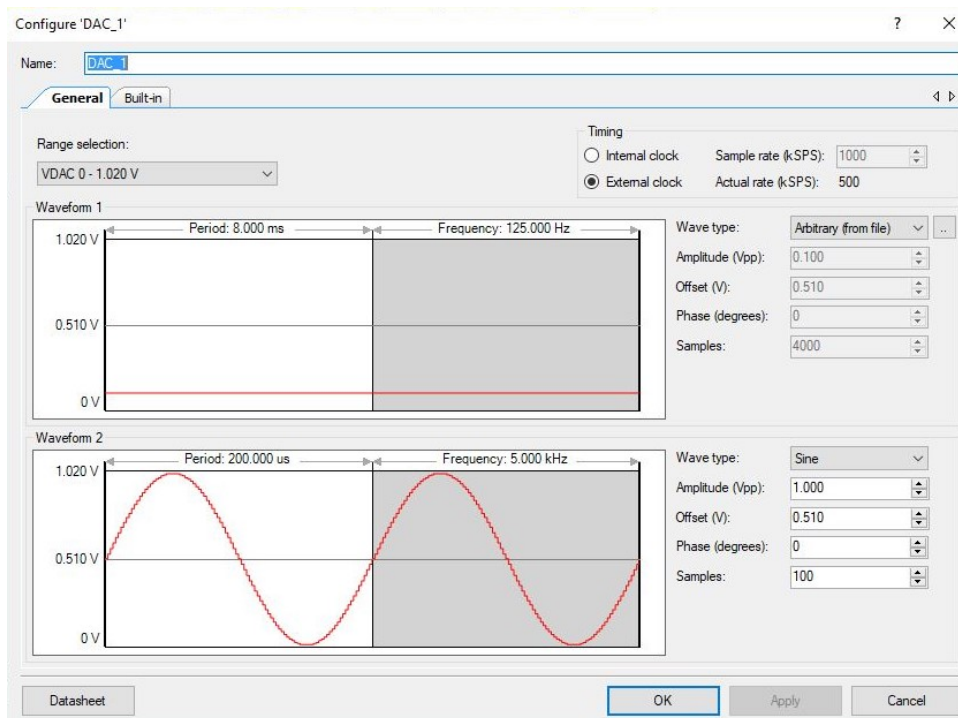 Configure 'DAC_1'
?
Name: DAC_1
General Built-in
Range selection:
VDAC 0 - 1.020 V
Timing
Internal clock Sample rate (kSPS): 1000
External clock Actual rate (kSPS): 500
Waveform 1
Period: 8.000 ms Frequency: 125.000 Hz
1.020 V
0.510 V
0 V
Wave type: Arbitrary (from file) ..
Amplitude (Vpp): 0.100
Offset (V): 0.510
Phase (degrees): 0
Samples: 4000
Waveform 2
Period: 200.000 us Frequency: 5.000 kHz
1.020 V
0.510 V
0 V
Wave type: Sine
Amplitude (Vpp): 1.000
Offset (V): 0.510
Phase (degrees): 0
Samples: 100
Datasheet OK Apply Cancel